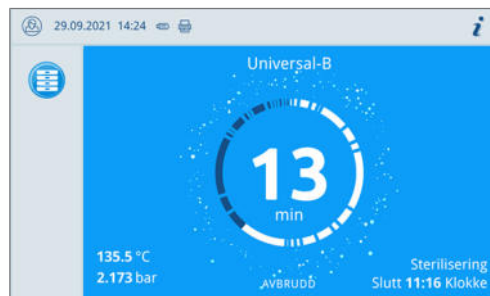 29.09.2021 14:24
i
Universal-B
13
min
135.5 °C
2.173 bar
AVBRUDD
Sterilisering
Slutt 11:16 Klokke